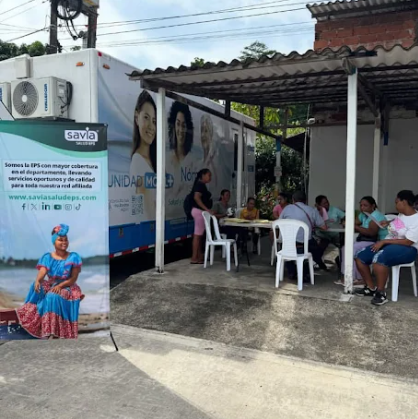 savia
SALUD EPS
Somos la EPS con mayor cobertura
en el departamento, llevando
servicios oportunos y de calidad
para toda nuestra red afiliada
www.saviasaludeps.com
UNIDAD MÓVIL